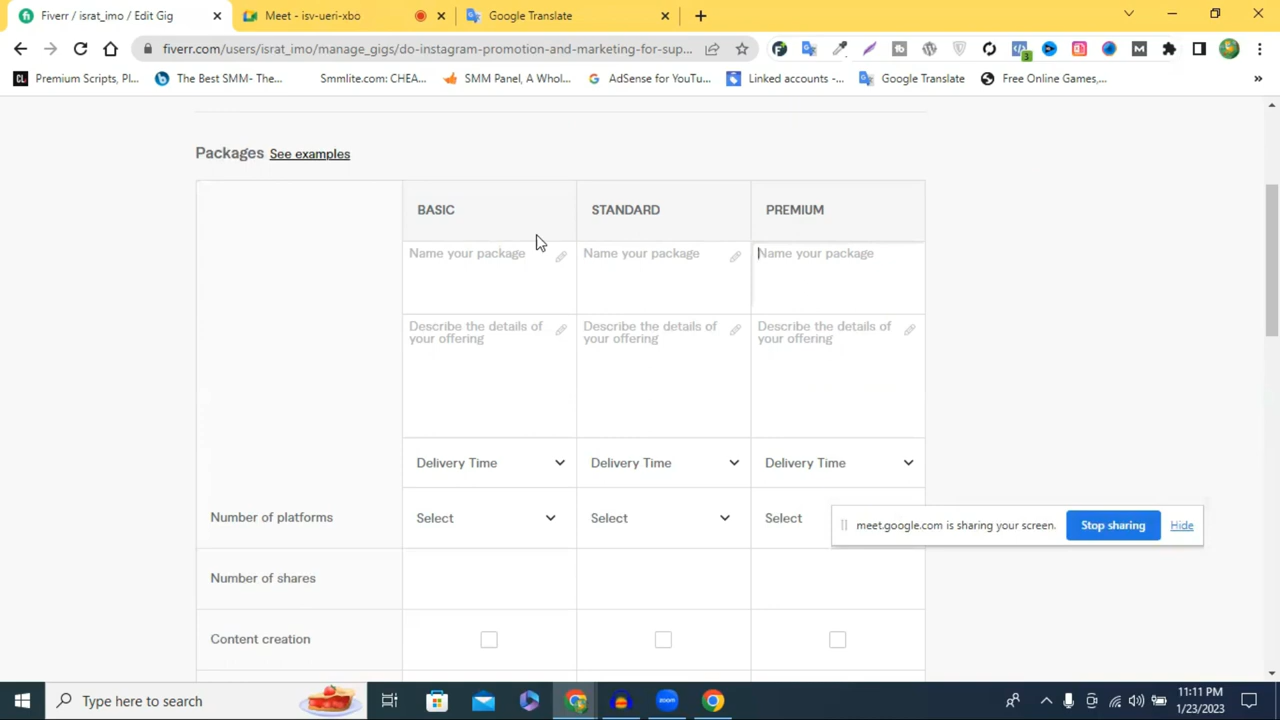 Fiverr / israt_imo / Edit Gig
Meet - isv-ueri-xbo
Google Translate
fiverr.com/users/israt_imo/manage_gigs/do-instagram-promotion-and-marketing-for-sup...
Premium Scripts, Pl...
The Best SMM- The...
Smmlite.com: CHEA...
SMM Panel, A Whol...
AdSense for YouTu...
Linked accounts -...
Google Translate
Free Online Games,...
Packages See examples
BASIC STANDARD PREMIUM
Name your package Name your package Name your package
Describe the details of Describe the details of Describe the details of
your offering your offering your offering
Delivery Time Delivery Time Delivery Time
Number of platforms Select Select Select
meet.google.com is sharing your screen. Stop sharing Hide
Number of shares
Content creation
Type here to search
11:11 PM
1/23/2023